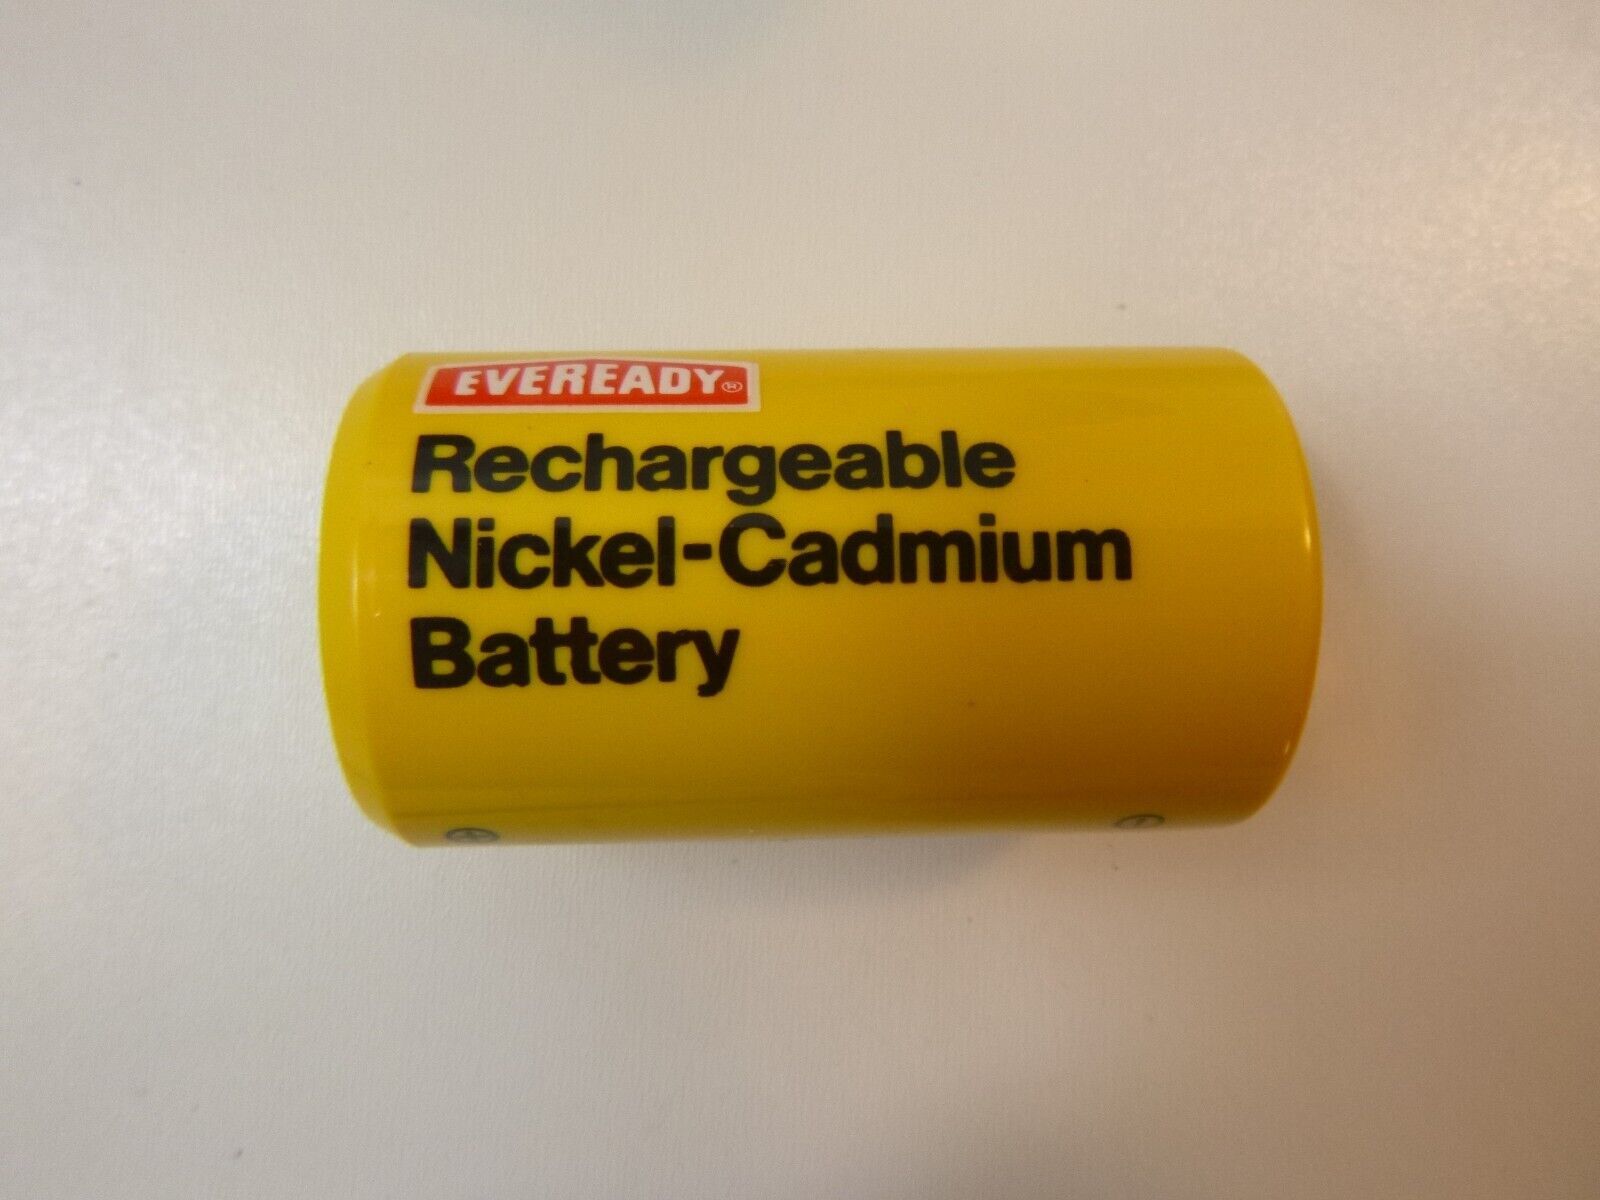 EVEREADY®
Rechargeable
Nickel-Cadmium
Battery
+ -